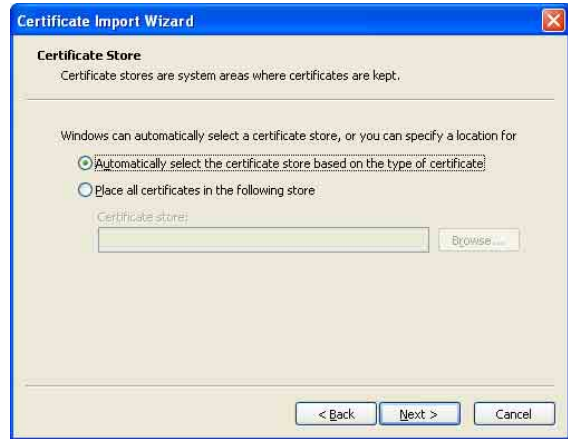 Certificate Import Wizard
Certificate Store
Certificate stores are system areas where certificates are kept.
Windows can automatically select a certificate store, or you can specify a location for
Automatically select the certificate store based on the type of certificate
Place all certificates in the following store
Certificate store:
Browse...
< Back
Next >
Cancel